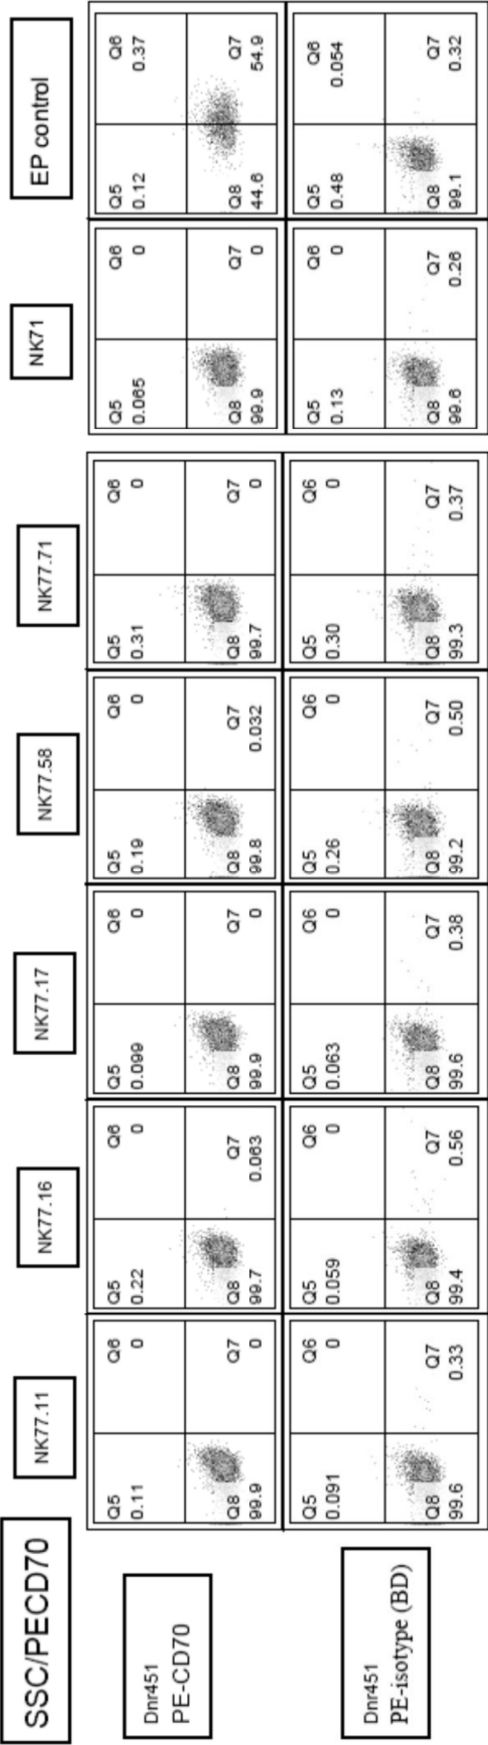 SSC/PECD70
NK77.11
NK77.16
NK77.17
NK77.58
NK77.71
NK71
EP control
Dnr451
PE-CD70
Q5
0.11
Q6
0
Q8
99.9
Q7
0
Q5
0.22
Q6
0
Q8
99.7
Q7
0.063
Q5
0.099
Q6
0
Q8
99.9
Q7
0
Q5
0.19
Q6
0
Q8
99.8
Q7
0.032
Q5
0.31
Q6
0
Q8
99.7
Q7
0
Q5
0.065
Q6
0
Q8
99.9
Q7
0
Q5
0.12
Q6
0.37
Q8
44.6
Q7
54.9
Dnr451
PE-isotype (BD)
Q5
0.091
Q6
0
Q8
99.6
Q7
0.33
Q5
0.059
Q6
0
Q8
99.4
Q7
0.56
Q5
0.063
Q6
0
Q8
99.6
Q7
0.38
Q5
0.26
Q6
0
Q8
99.2
Q7
0.50
Q5
0.30
Q6
0
Q8
99.3
Q7
0.37
Q5
0.13
Q6
0
Q8
99.6
Q7
0.26
Q5
0.48
Q6
0.054
Q8
99.1
Q7
0.32